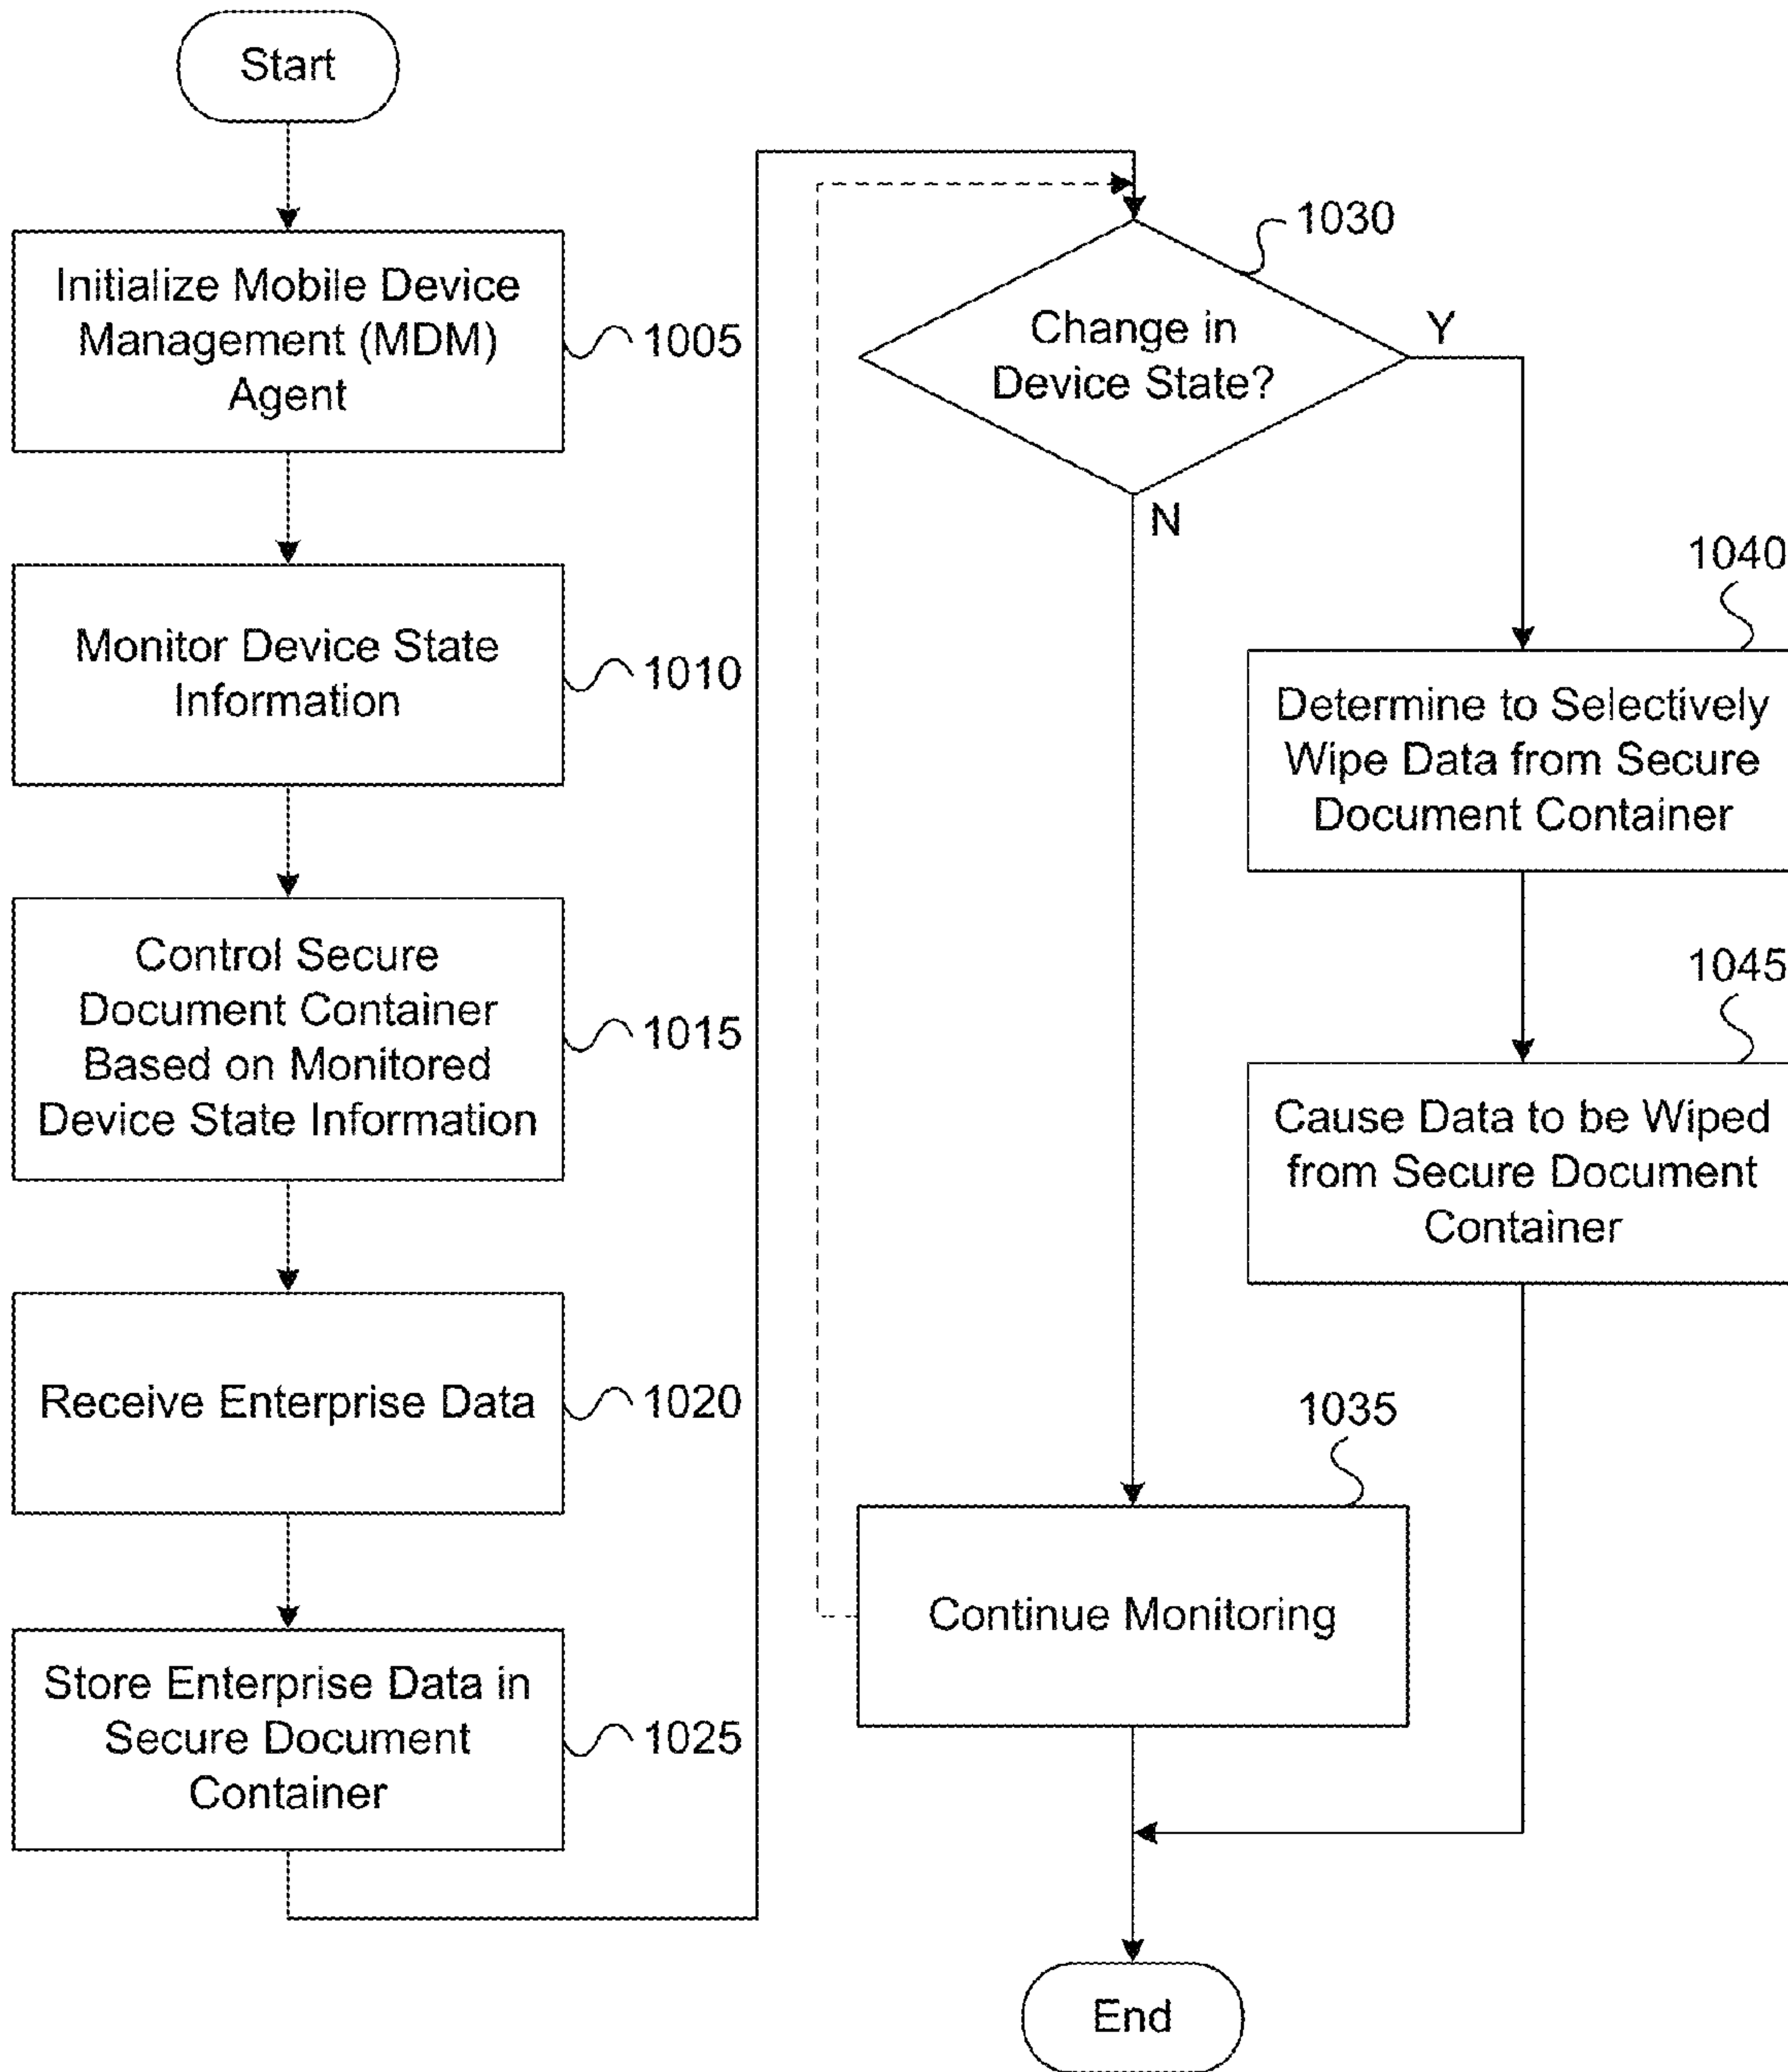 Start
Initialize Mobile Device
Management (MDM)
Agent
1005
Monitor Device State
Information
1010
Control Secure
Document Container
Based on Monitored
Device State Information
1015
Receive Enterprise Data
1020
Store Enterprise Data in
Secure Document
Container
1025
1030
Change in
Device State?
Y
N
1040
Determine to Selectively
Wipe Data from Secure
Document Container
1045
Cause Data to be Wiped
from Secure Document
Container
1035
Continue Monitoring
End